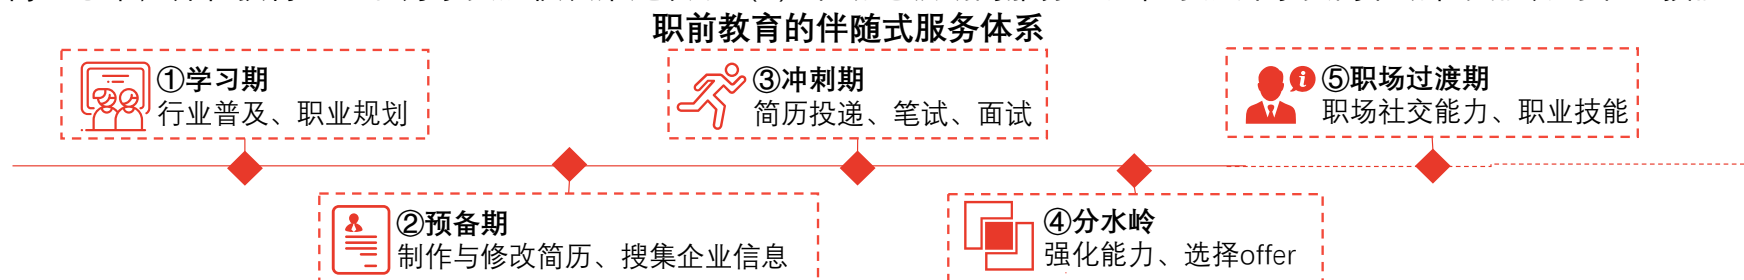 职前教育的伴随式服务体系
①学习期
行业普及、职业规划
③冲刺期
简历投递、笔试、面试
⑤职场过渡期
职场社交能力、职业技能
②预备期
制作与修改简历、搜集企业信息
④分水岭
强化能力、选择offer